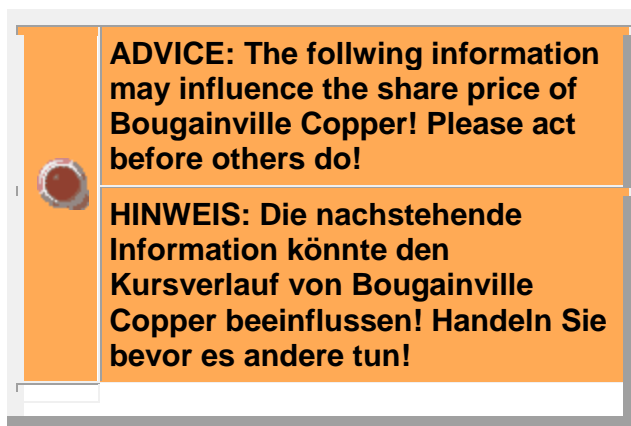 ADVICE: The follwing information
may influence the share price of
Bougainville Copper! Please act
before others do!
HINWEIS: Die nachstehende
Information könnte den
Kursverlauf von Bougainville
Copper beeinflussen! Handeln Sie
bevor es andere tun!